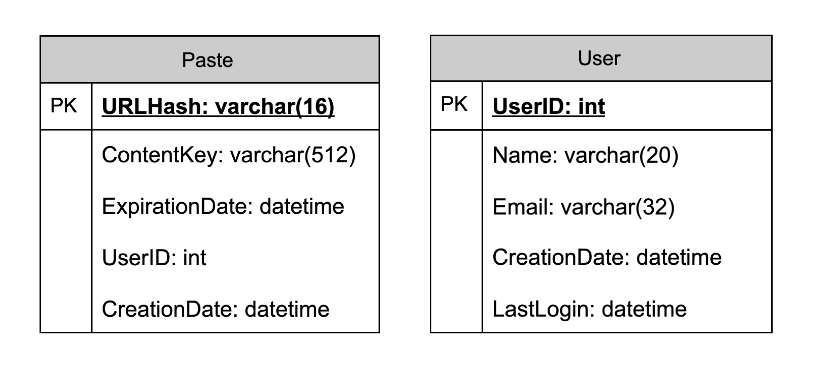 Paste
PK URLHash: varchar(16)
ContentKey: varchar(512)
ExpirationDate: datetime
UserID: int
CreationDate: datetime
User
PK UserID: int
Name: varchar(20)
Email: varchar(32)
CreationDate: datetime
LastLogin: datetime